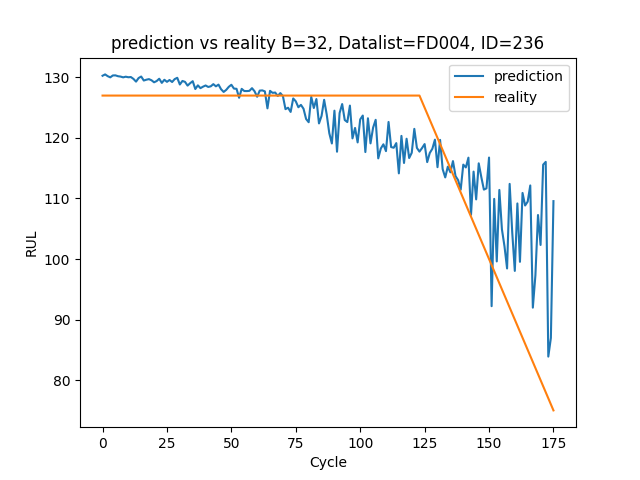 prediction vs reality B=32, Datalist=FD004, ID=236
prediction
reality
RUL
130
120
110
100
90
80
0 25 50 75 100 125 150 175
Cycle